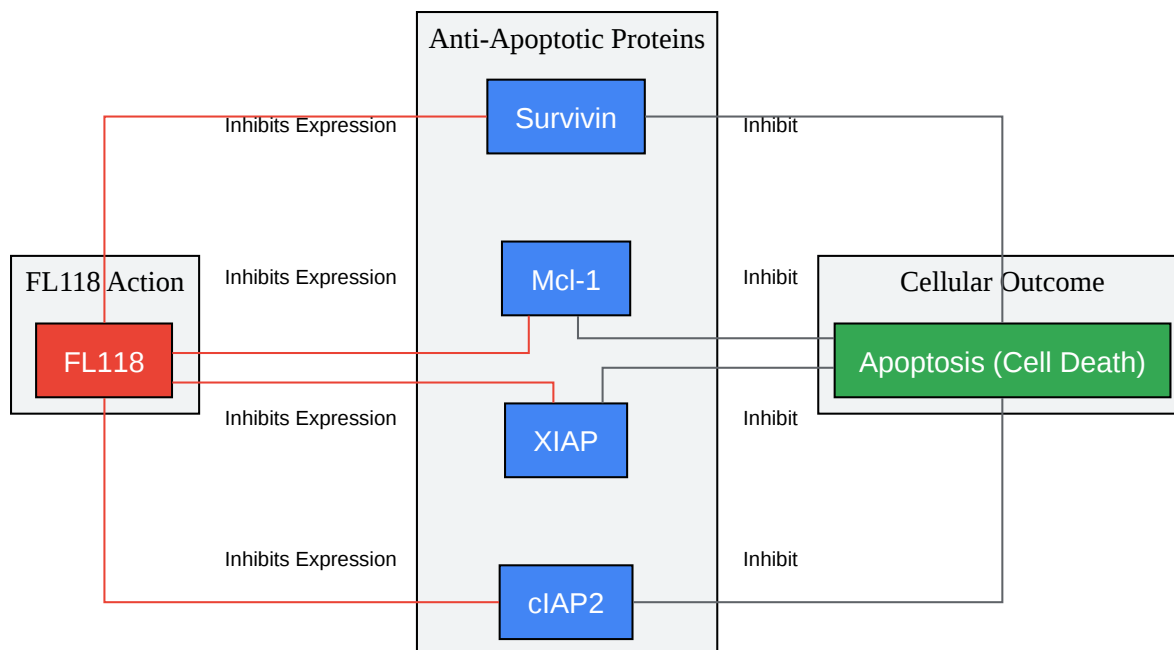 Anti-Apoptotic Proteins
Survivin
Inhibits Expression
Inhibit
Mcl-1
Inhibits Expression
Inhibit
FL118 Action
Cellular Outcome
FL118
Apoptosis (Cell Death)
Inhibits Expression
Inhibit
XIAP
Inhibits Expression
Inhibit
cIAP2